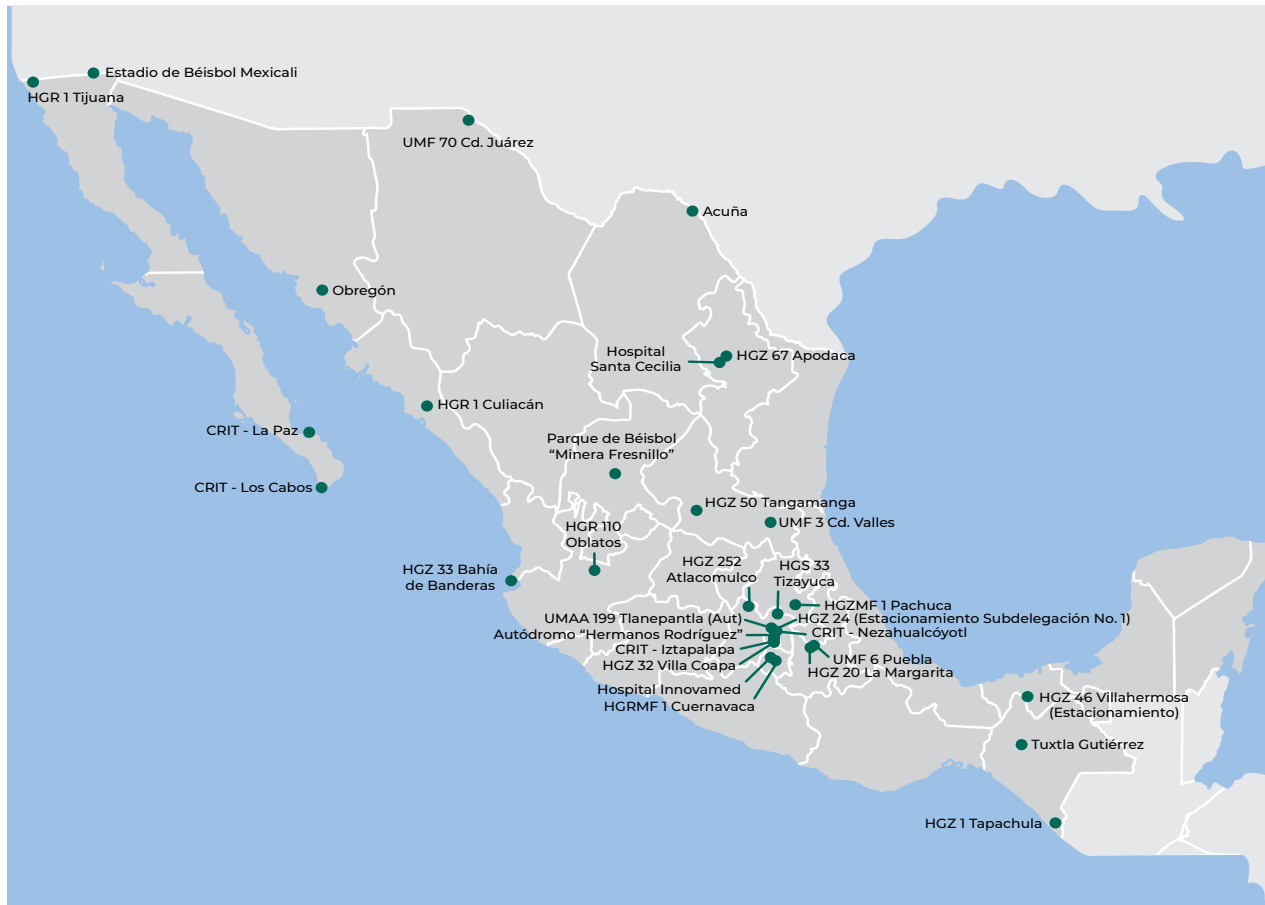 Estadio de Béisbol Mexicali
HGR 1 Tijuana
UMF 70 Cd. Juárez
Acuña
Obregón
Hospital
Santa Cecilia
HGZ 67 Apodaca
HGR 1 Culiacán
CRIT - La Paz
Parque de Béisbol
“Minera Fresnillo”
CRIT - Los Cabos
HGZ 50 Tangamanga
UMF 3 Cd. Valles
HGR 110
Oblatos
HGZ 33 Bahía
de Banderas
HGZ 252
Atlacomulco
HGS 33
Tizayuca
HGZMF 1 Pachuca
UMAA 199 Tlanepantla (Aut)
HGZ 24 (Estacionamiento Subdelegación No. 1)
Autódromo “Hermanos Rodríguez”
CRIT - Nezahualcóyotl
CRIT - Iztapalapa
HGZ 32 Villa Coapa
UMF 6 Puebla
HGZ 20 La Margarita
Hospital Innovamed
HGRMF 1 Cuernavaca
HGZ 46 Villahermosa
(Estacionamiento)
Tuxtla Gutiérrez
HGZ 1 Tapachula